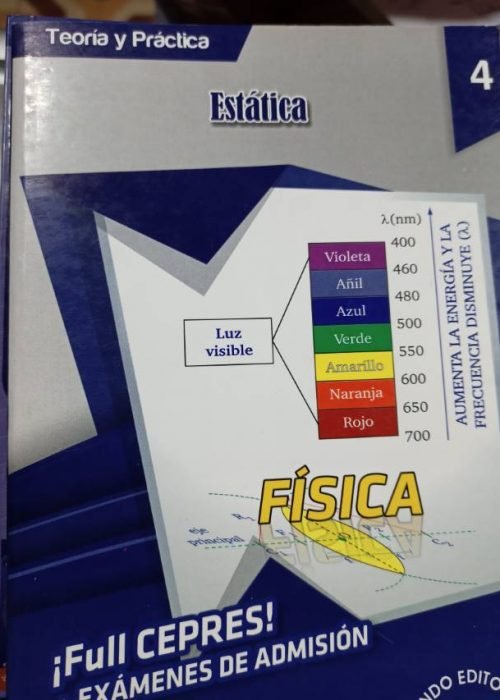 Teoría y Práctica
4
Estática
λ(nm)
400
Violeta
460
Añil
480
Azul
500
Verde
550
Amarillo
600
Naranja
650
Rojo
700
Luz
visible
AUMENTA LA ENERGÍA Y LA
FRECUENCIA DISMINUYE (λ)
FÍSICA
eje
principal
¡Full CEPRES!
EXÁMENES DE ADMISIÓN